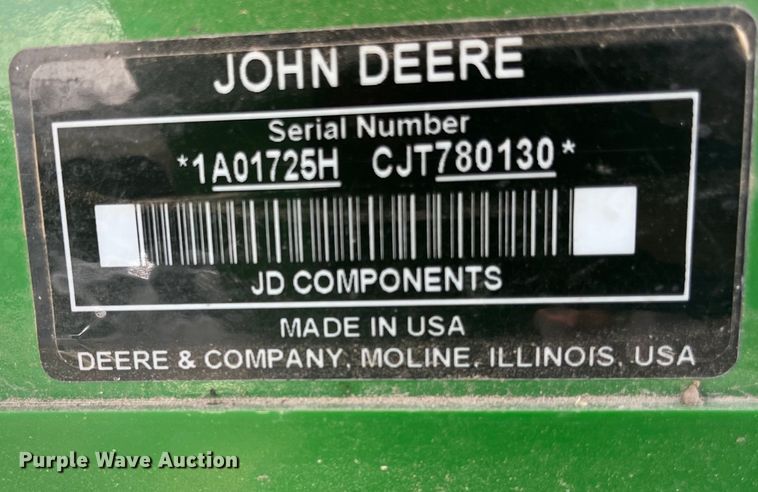 JOHN DEERE
Serial Number
*1A01725H CJT780130*
JD COMPONENTS
MADE IN USA
DEERE & COMPANY, MOLINE, ILLINOIS, USA
Purple Wave Auction